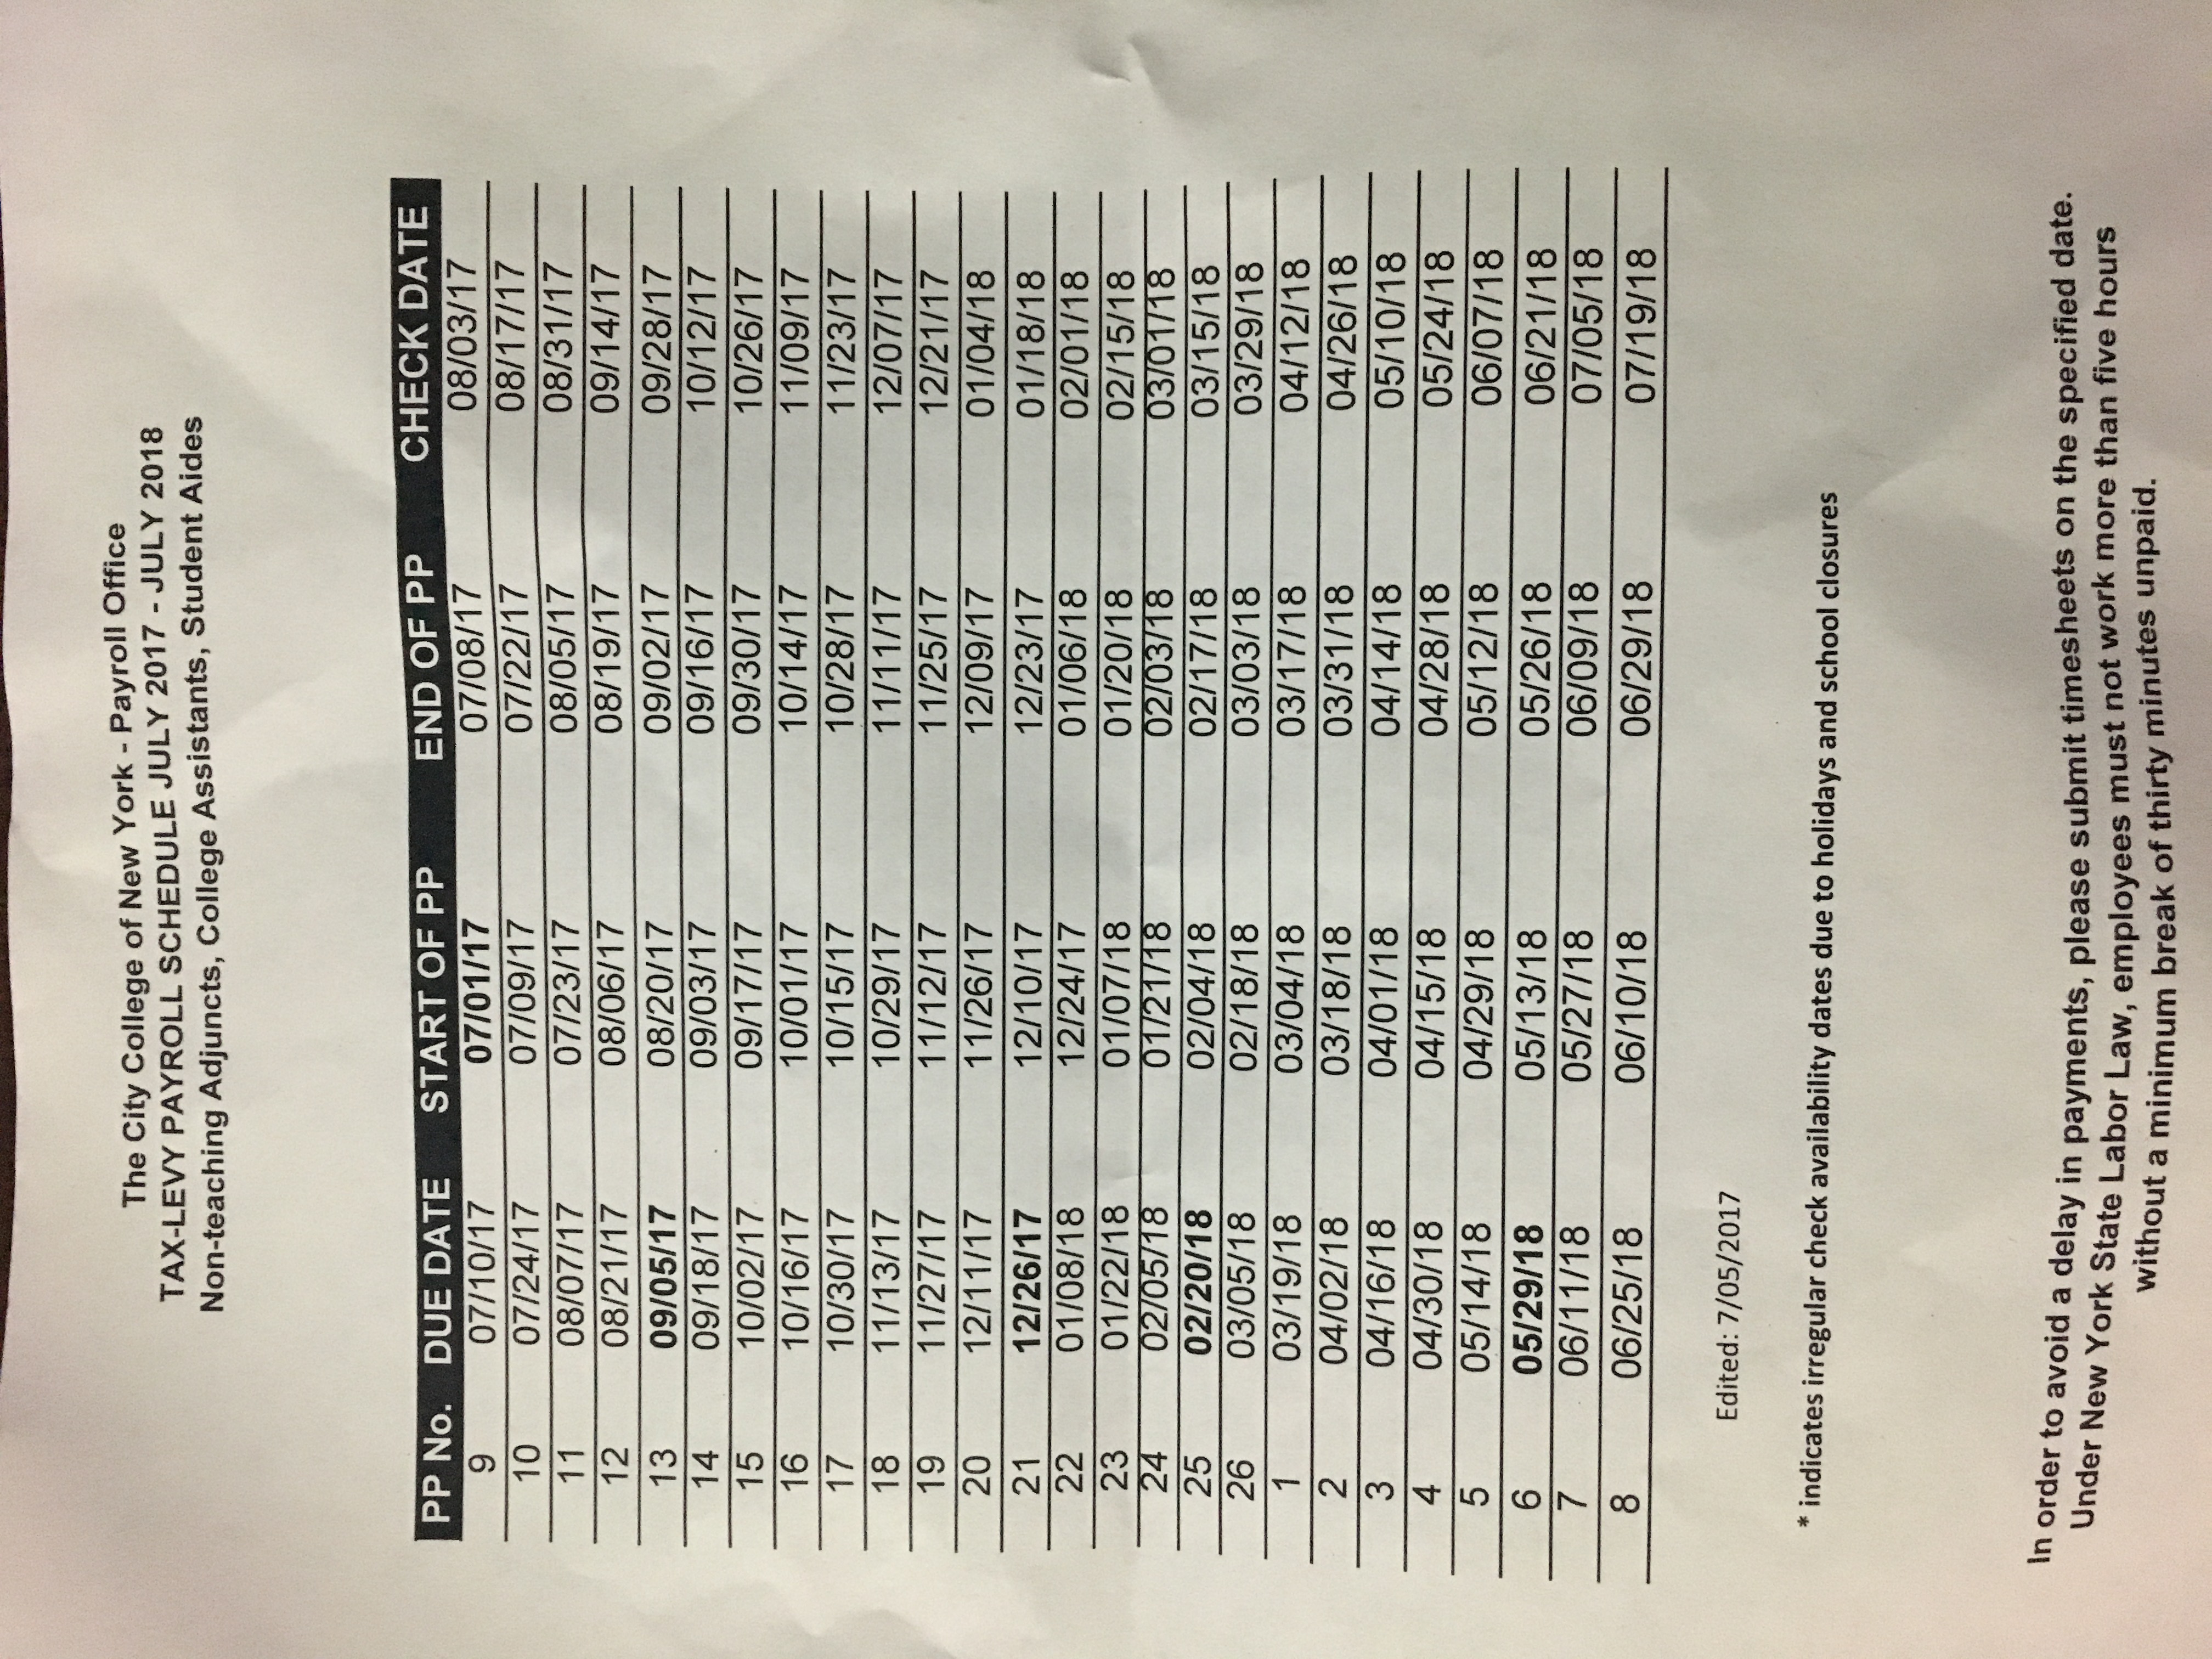 The City College of New York - Payroll Office
TAX-LEVY PAYROLL SCHEDULE JULY 2017 - JULY 2018
Non-teaching Adjuncts, College Assistants, Student Aides
PP No. DUE DATE START OF PP END OF PP CHECK DATE
9 07/10/17 07/01/17 07/08/17 08/03/17
10 07/24/17 07/09/17 07/22/17 08/17/17
11 08/07/17 07/23/17 08/05/17 08/31/17
12 08/21/17 08/06/17 08/19/17 09/14/17
13 09/05/17 08/20/17 09/02/17 09/28/17
14 09/18/17 09/03/17 09/16/17 10/12/17
15 10/02/17 09/17/17 09/30/17 10/26/17
16 10/16/17 10/01/17 10/14/17 11/09/17
17 10/30/17 10/15/17 10/28/17 11/23/17
18 11/13/17 10/29/17 11/11/17 12/07/17
19 11/27/17 11/12/17 11/25/17 12/21/17
20 12/11/17 11/26/17 12/09/17 01/04/18
21 12/26/17 12/10/17 12/23/17 01/18/18
22 01/08/18 12/24/17 01/06/18 02/01/18
23 01/22/18 01/07/18 01/20/18 02/15/18
24 02/05/18 01/21/18 02/03/18 03/01/18
25 02/20/18 02/04/18 02/17/18 03/15/18
26 03/05/18 02/18/18 03/03/18 03/29/18
1 03/19/18 03/04/18 03/17/18 04/12/18
2 04/02/18 03/18/18 03/31/18 04/26/18
3 04/16/18 04/01/18 04/14/18 05/10/18
4 04/30/18 04/15/18 04/28/18 05/24/18
5 05/14/18 04/29/18 05/12/18 06/07/18
6 05/29/18 05/13/18 05/26/18 06/21/18
7 06/11/18 05/27/18 06/09/18 07/05/18
8 06/25/18 06/10/18 06/29/18 07/19/18
Edited: 7/05/2017
* indicates irregular check availability dates due to holidays and school closures
In order to avoid a delay in payments, please submit timesheets on the specified date.
Under New York State Labor Law, employees must not work more than five hours
without a minimum break of thirty minutes unpaid.